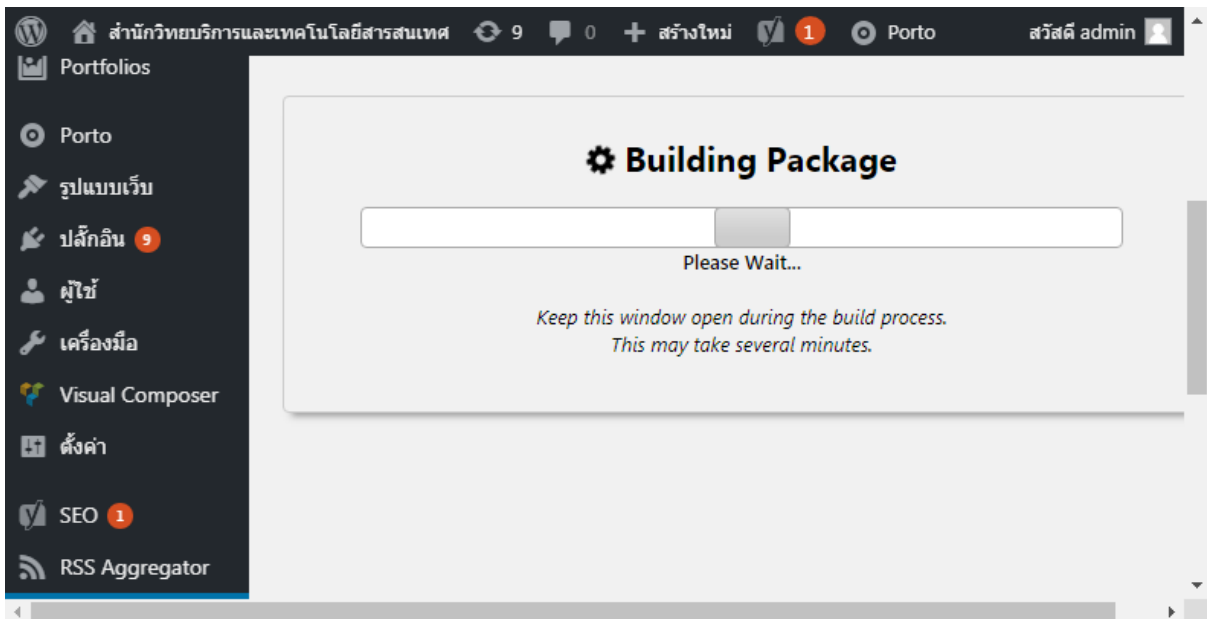 สำนักวิทยบริการและเทคโนโลยีสารสนเทศ 9 0 สร้างใหม่ 1 Porto สวัสดี admin
Portfolios
Porto
รูปแบบเว็บ
ปลั๊กอิน 9
ผู้ใช้
เครื่องมือ
Visual Composer
ตั้งค่า
SEO 1
RSS Aggregator
Building Package
Please Wait...
Keep this window open during the build process.
This may take several minutes.